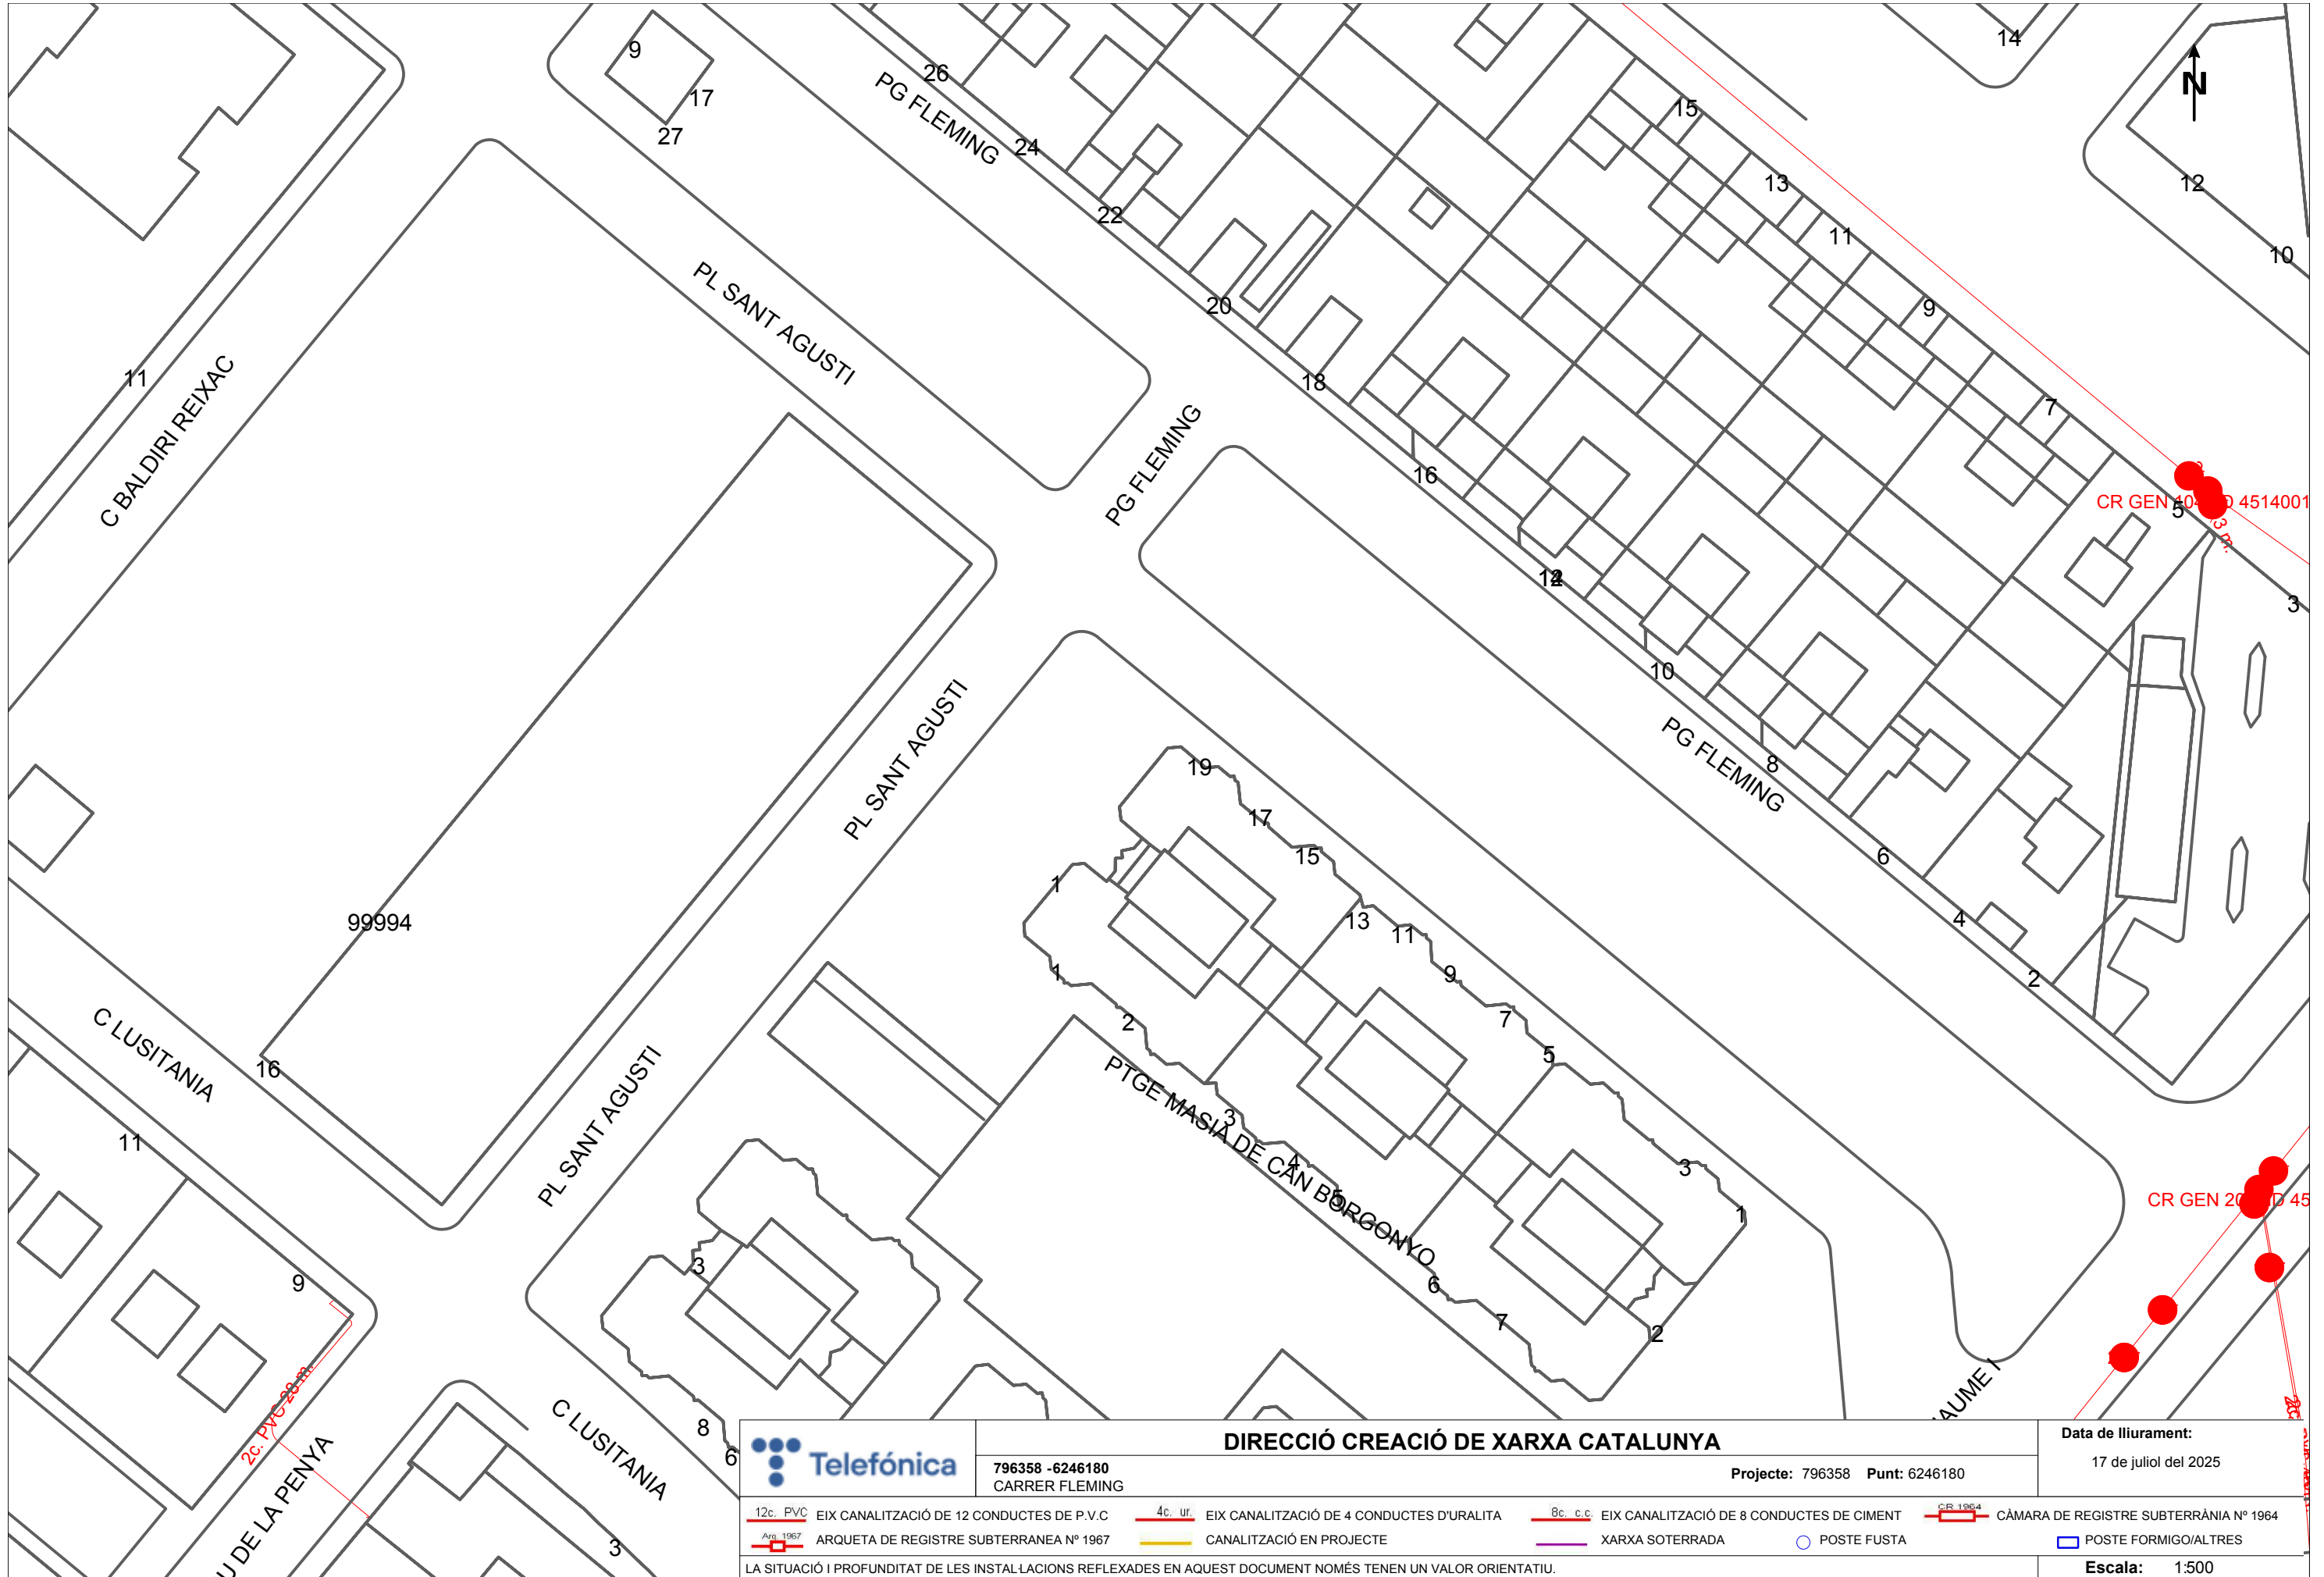 9
17
27
26
PG FLEMING
24
22
20
18
14
N
12
10
15
13
11
9
7
PL SANT AGUSTI
11
C BALDIRI REIXAC
PG FLEMING
16
CR GEN
4514001
5
3 m.
3
10
PG FLEMING
8
6
4
2
PL SANT AGUSTI
19
17
15
13
11
9
7
5
3
1
1
1
2
3
4
5
6
7
2
PTGE MASIA DE CAN BORGONYO
99994
C LUSITANIA
16
11
9
PL SANT AGUSTI
3
CR GEN
2c. PVC 28 m.
U DE LA PENYA
C LUSITANIA
8
6
3
AUME I
Telefónica
DIRECCIÓ CREACIÓ DE XARXA CATALUNYA
796358 -6246180
CARRER FLEMING
Projecte: 796358 Punt: 6246180
Data de lliurament:
17 de juliol del 2025
12c. PVC EIX CANALITZACIÓ DE 12 CONDUCTES DE P.V.C
4c. ur. EIX CANALITZACIÓ DE 4 CONDUCTES D'URALITA
8c. c.c. EIX CANALITZACIÓ DE 8 CONDUCTES DE CIMENT
CR 1964 CÀMARA DE REGISTRE SUBTERRÀNIA Nº 1964
Arq. 1967 ARQUETA DE REGISTRE SUBTERRANEA Nº 1967
CANALITZACIÓ EN PROJECTE
XARXA SOTERRADA
POSTE FUSTA
POSTE FORMIGO/ALTRES
LA SITUACIÓ I PROFUNDITAT DE LES INSTAL·LACIONS REFLEXADES EN AQUEST DOCUMENT NOMÉS TENEN UN VALOR ORIENTATIU.
Escala: 1:500